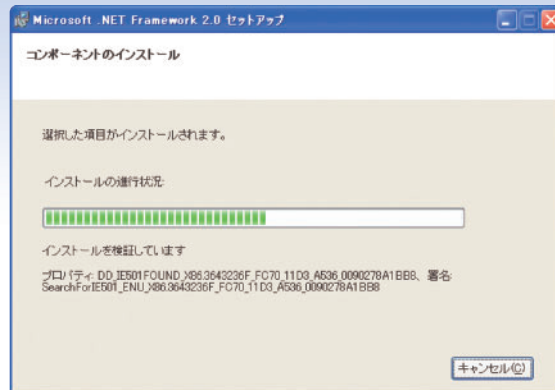 Microsoft .NET Framework 2.0 セットアップ
コンポーネントのインストール
選択した項目がインストールされます。
インストールの進行状況:
インストールを検証しています
プロパティ: DD_IE501FOUND_X86.3643236F_FC70_11D3_A536_0090278A1BB8、署名:
SearchForIE501_ENU_X86.3643236F_FC70_11D3_A536_0090278A1BB8
キャンセル(C)